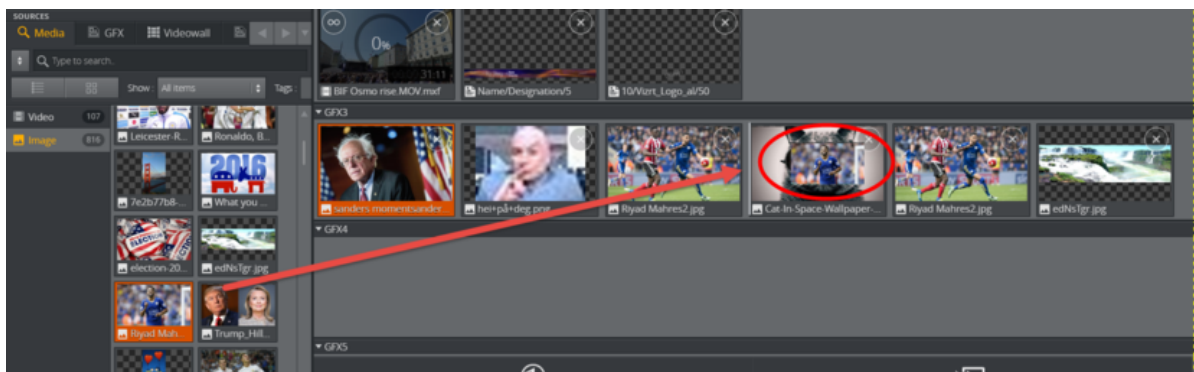 SOURCES
Media
GFX
Videowall
Type to search..
Show: All items
Tags:
Video 107
Image 816
Leicester-R...
Ronaldo, B...
7e2b77b8-...
2016
What you ...
ELECTION
election-20...
edNsTgr.jpg
Riyad Mah...
Trump_Hill...
0%
31:11
BIF Osmo rise.MOV.mxf
Name/Designation/5
10/Vizrt_Logo_al/50
GFX3
sanders momentsander...
hei+på+deg.png
Riyad Mahres2.jpg
Cat-In-Space-Wallpaper-...
Riyad Mahres2.jpg
edNsTgr.jpg
GFX4
GFX5